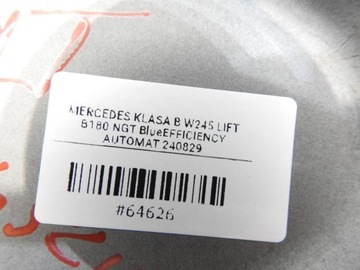 MERCEDES KLASA B W245 LIFT
B180 NGT BlueEFFICIENCY
AUTOMAT 240829
#64626